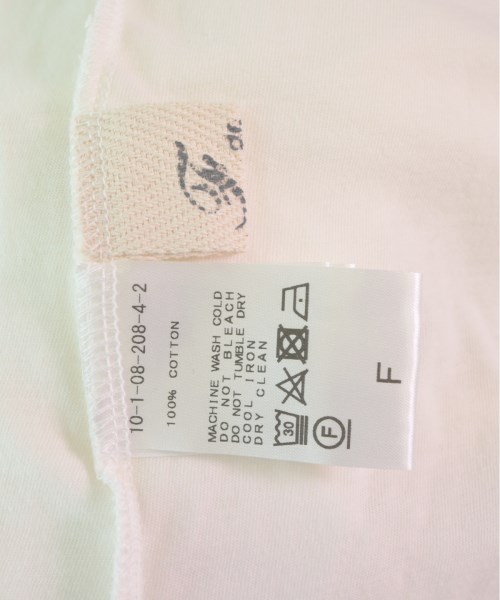 10-1-08-208-4-2
100% COTTON
MACHINE WASH COLD
DO NOT BLEACH
DO NOT TUMBLE DRY
COOL IRON
DRY CLEAN
30
F
F